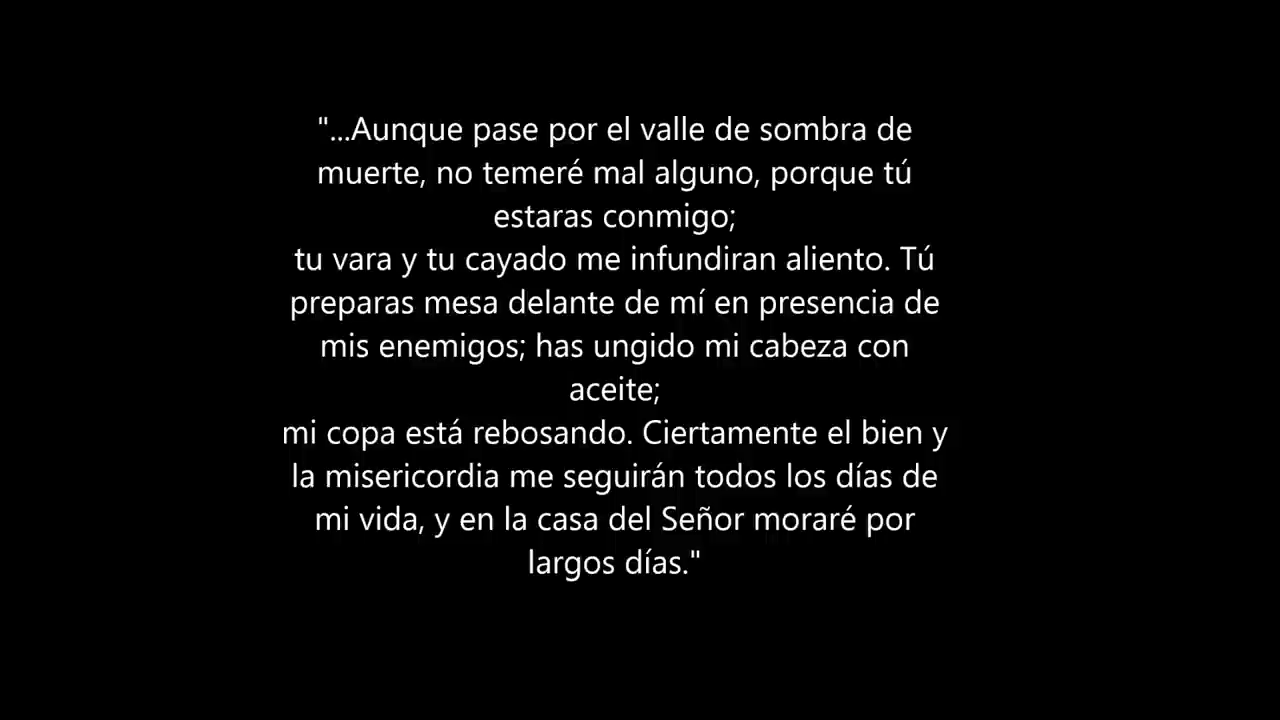 "...Aunque pase por el valle de sombra de
muerte, no temeré mal alguno, porque tú
estaras conmigo;
tu vara y tu cayado me infundiran aliento. Tú
preparas mesa delante de mí en presencia de
mis enemigos; has ungido mi cabeza con
aceite;
mi copa está rebosando. Ciertamente el bien y
la misericordia me seguirán todos los días de
mi vida, y en la casa del Señor moraré por
largos días."